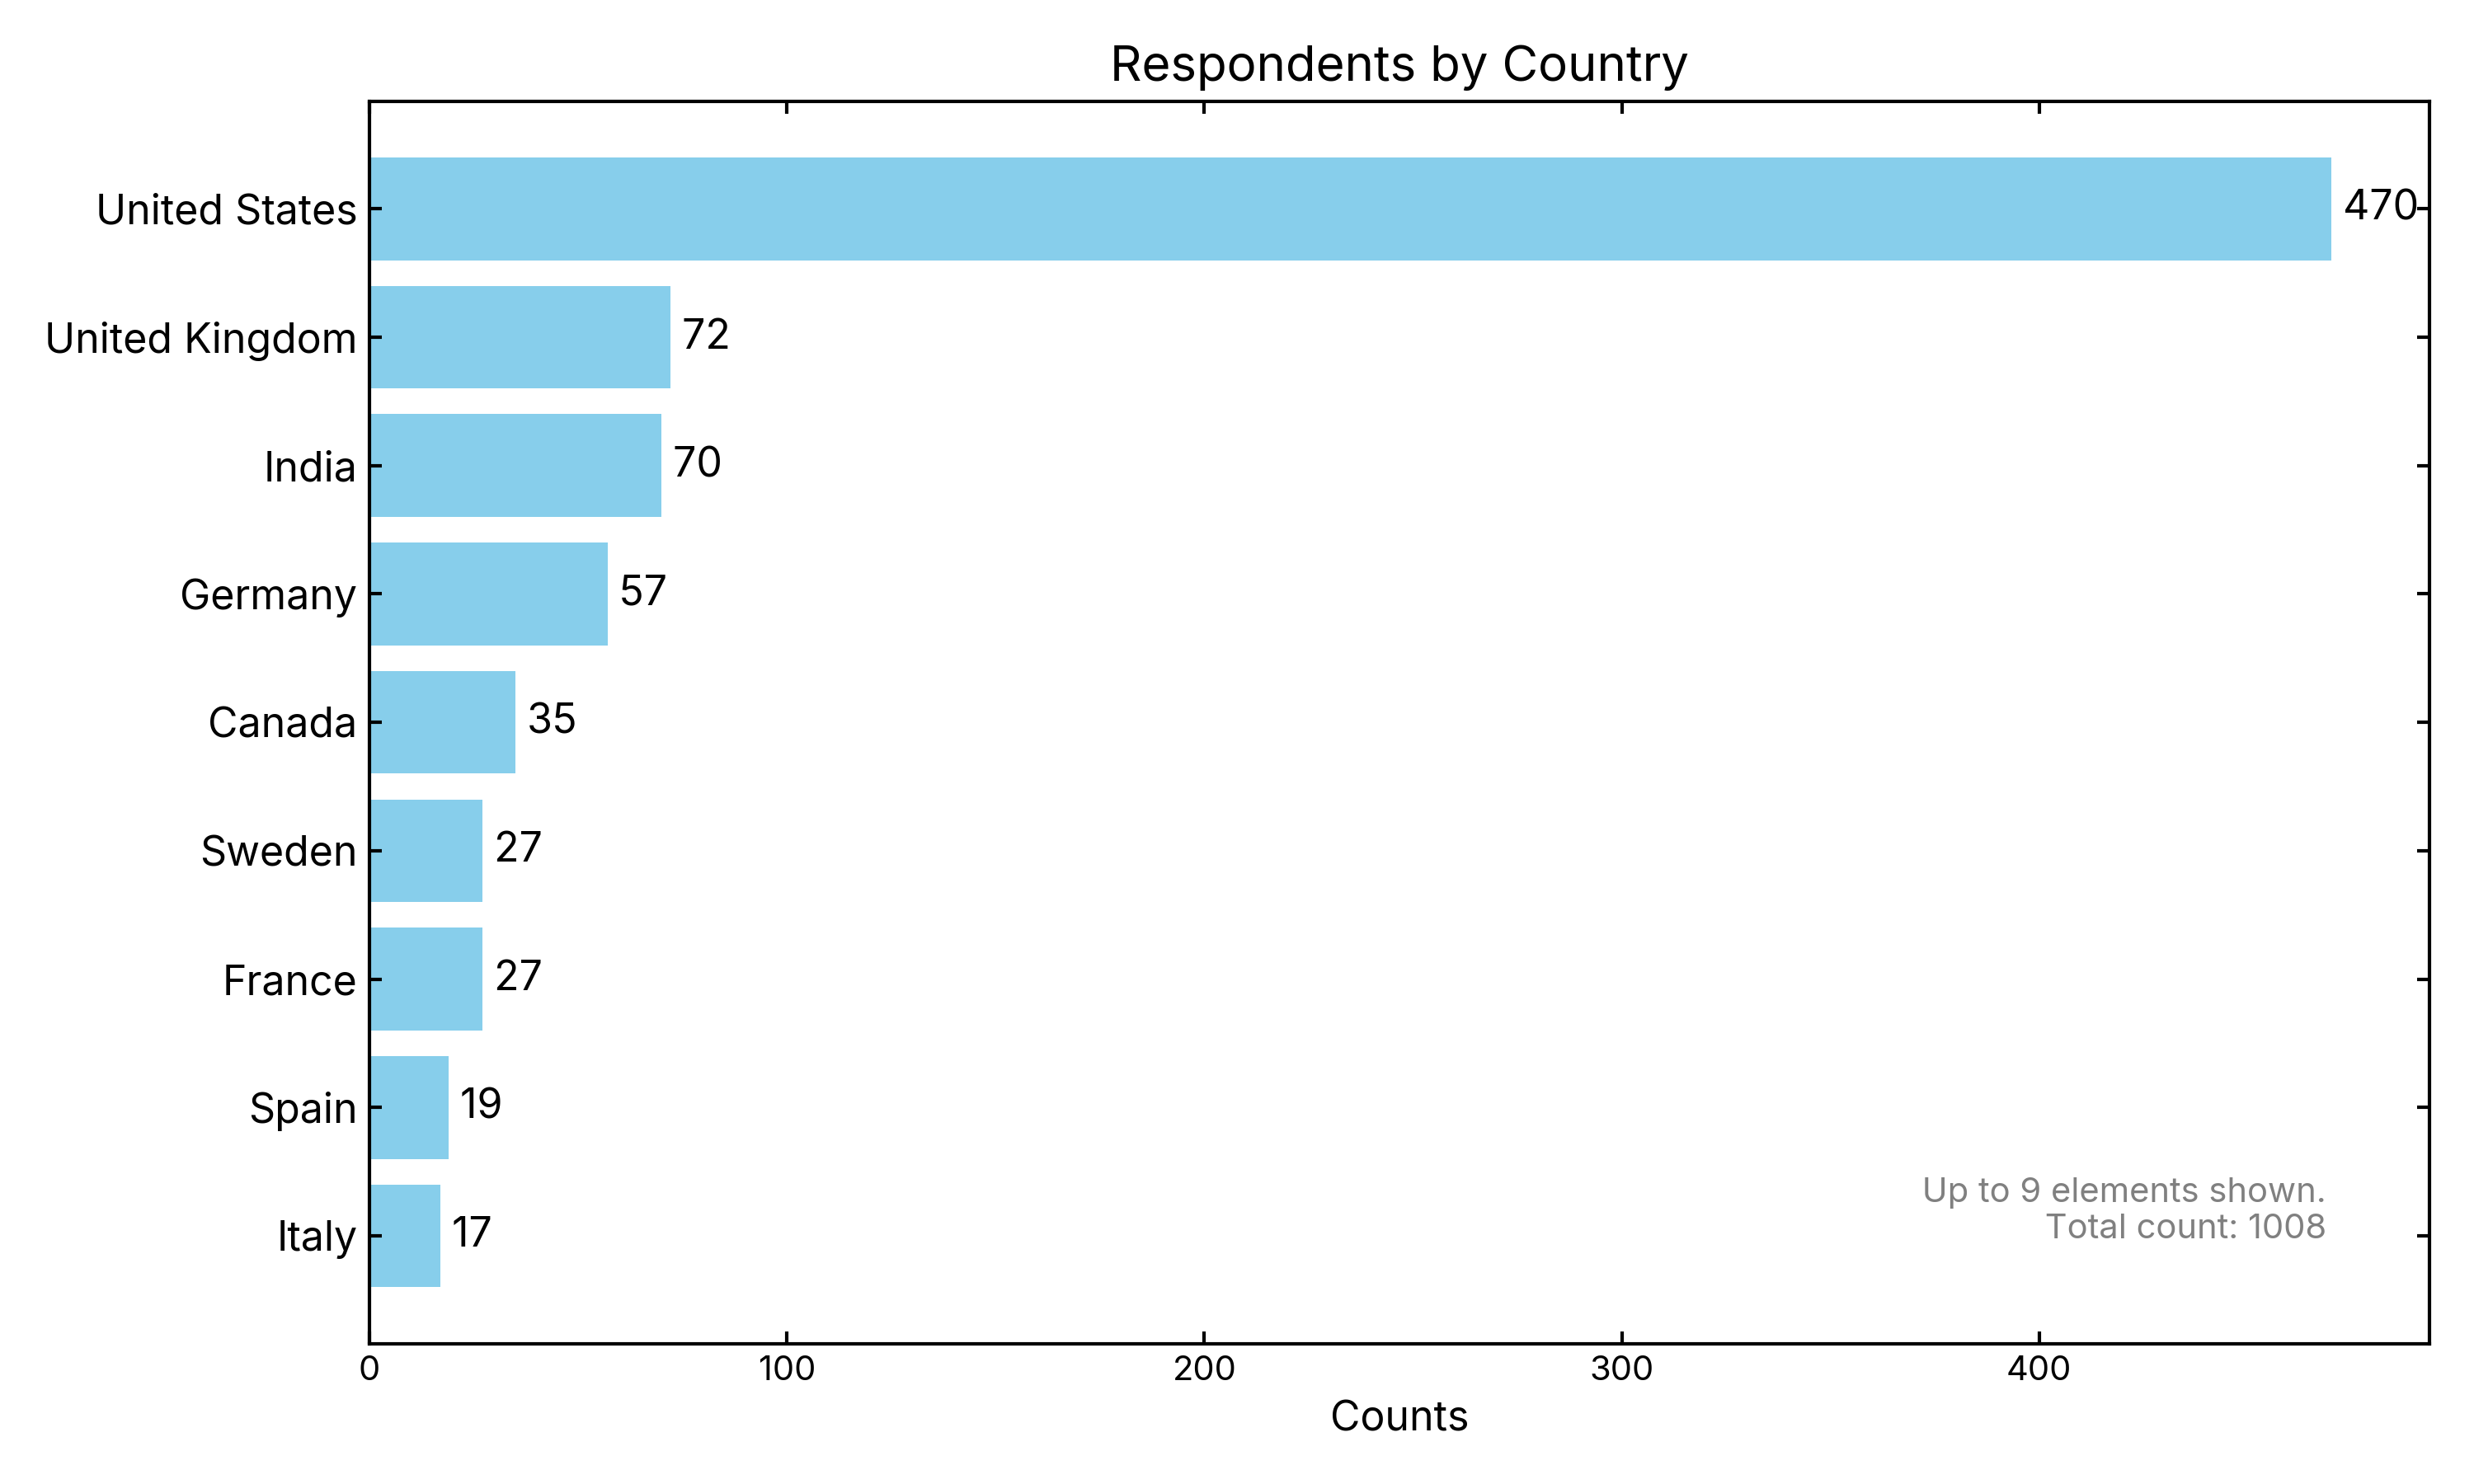 Respondents by Country
United States 470
United Kingdom 72
India 70
Germany 57
Canada 35
Sweden 27
France 27
Spain 19
Italy 17
Up to 9 elements shown.
Total count: 1008
0 100 200 300 400
Counts